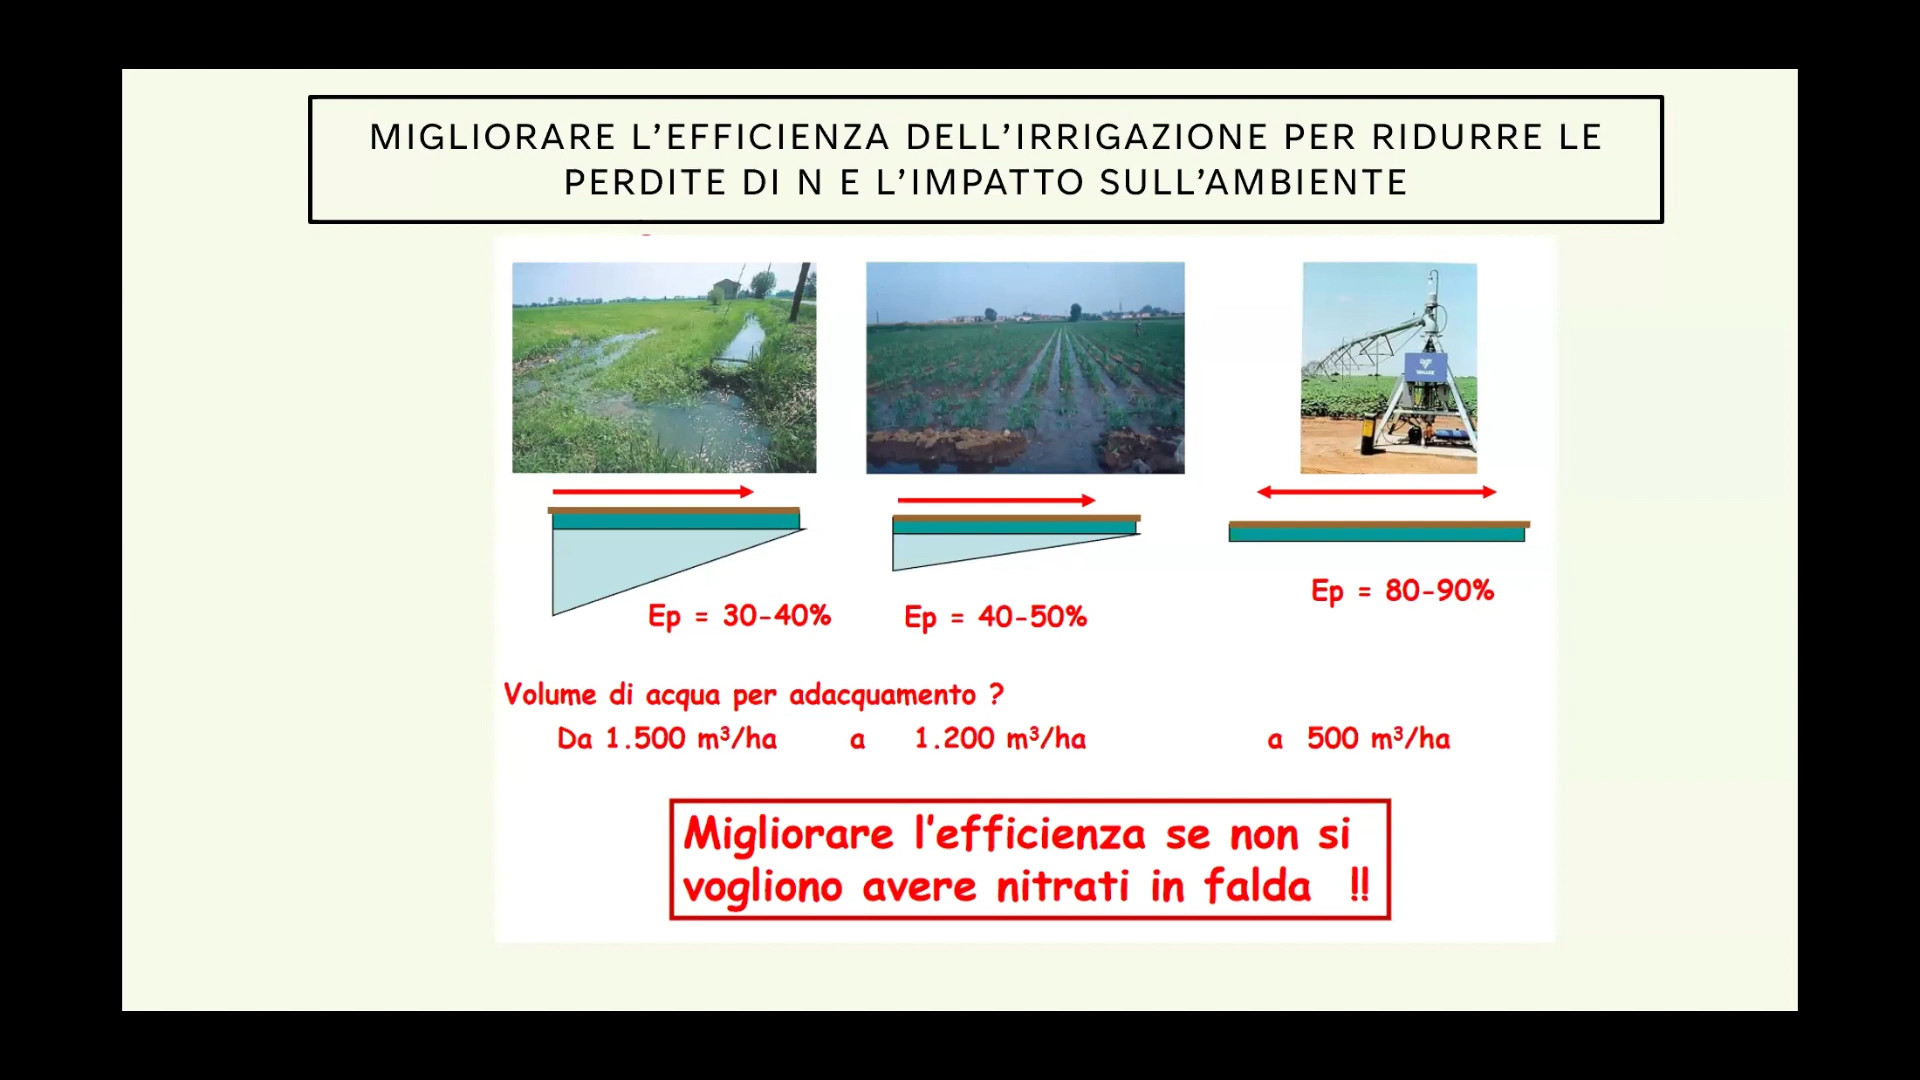 MIGLIORARE L’EFFICIENZA DELL’IRRIGAZIONE PER RIDURRE LE
PERDITE DI N E L’IMPATTO SULL’AMBIENTE
Ep = 30-40%
Ep = 40-50%
Ep = 80-90%
Volume di acqua per adacquamento ?
Da 1.500 m³/ha a 1.200 m³/ha a 500 m³/ha
Migliorare l'efficienza se non si
vogliono avere nitrati in falda !!